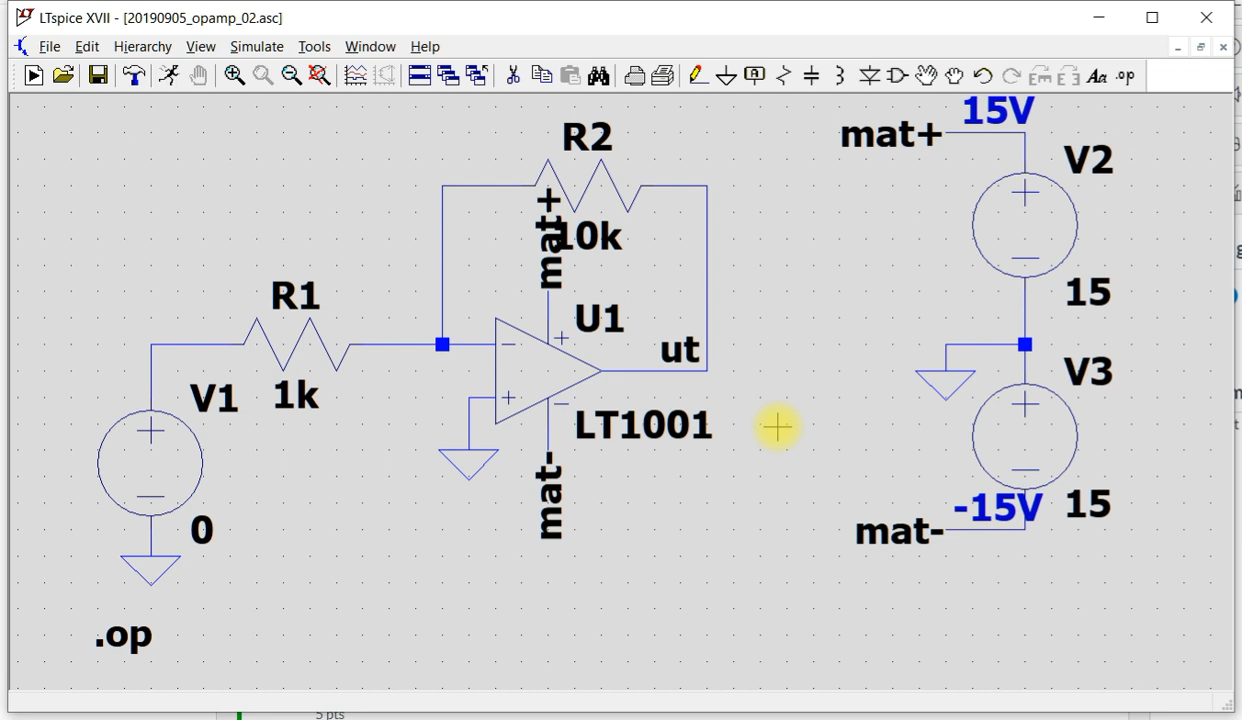 LTspice XVII - [20190905_opamp_02.asc]
File Edit Hierarchy View Simulate Tools Window Help
.op
15V
mat+
V2
R2
mat+
10k
15
R1
U1
ut
V3
V1
1k
LT1001
mat-
-15V
15
0
mat-
.op
5 pts